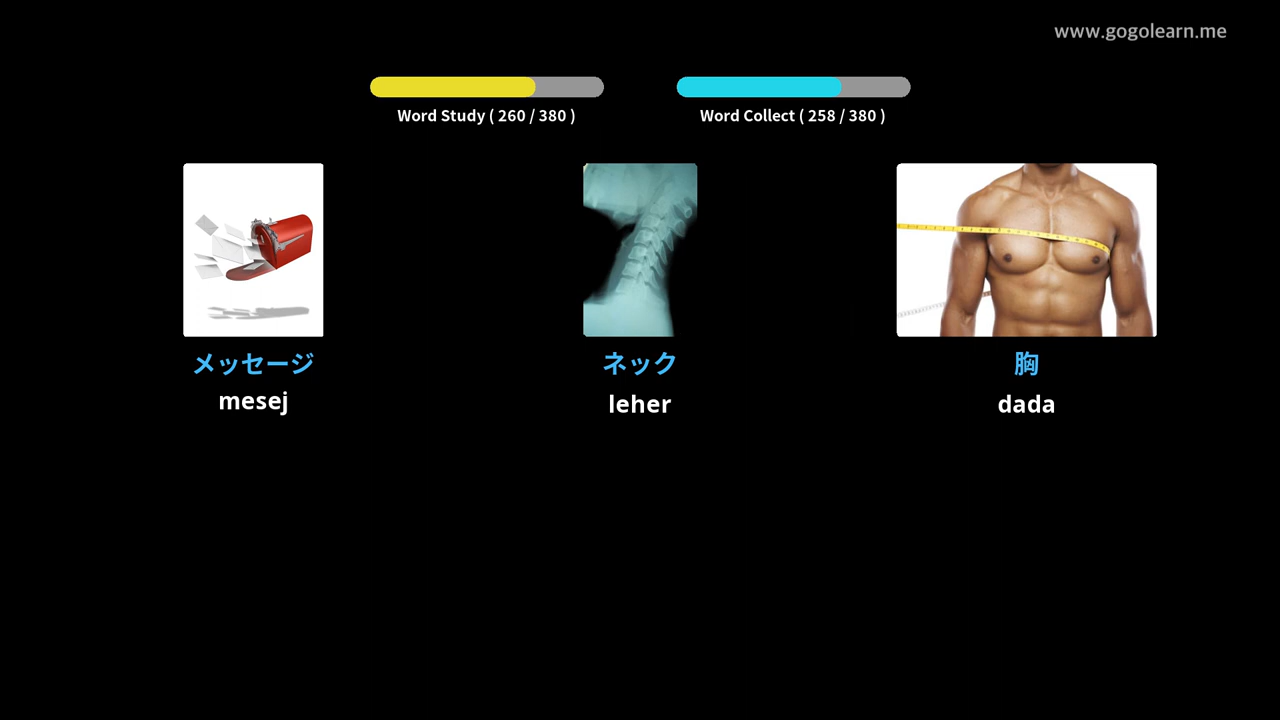 www.gogolearn.me
Word Study ( 260 / 380 )
Word Collect ( 258 / 380 )
メッセージ
mesej
ネック
leher
胸
dada